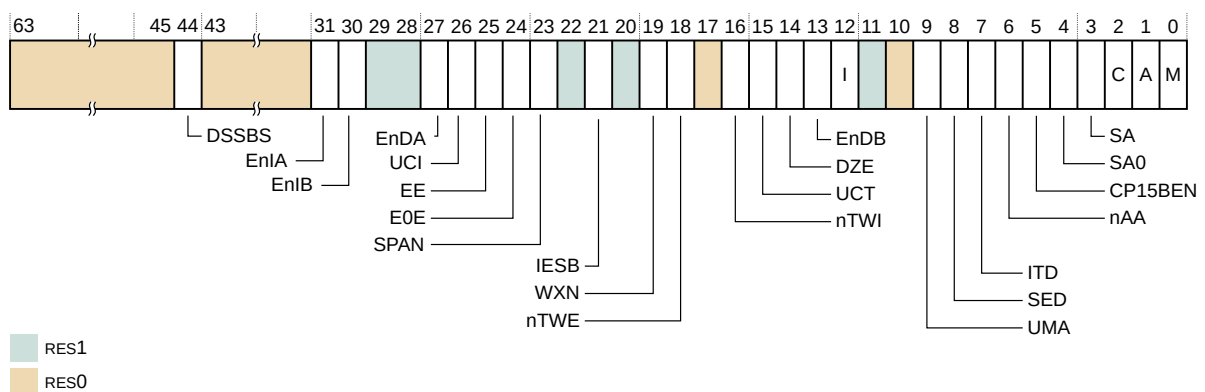 63 45 44 43 31 30 29 28 27 26 25 24 23 22 21 20 19 18 17 16 15 14 13 12 11 10 9 8 7 6 5 4 3 2 1 0
I C A M
DSSBS EnDA EnDB SA
EnIA UCI DZE SA0
EnIB EE UCT CP15BEN
E0E nTWI nAA
SPAN
IESB ITD
WXN SED
nTWE UMA
RES1
RES0